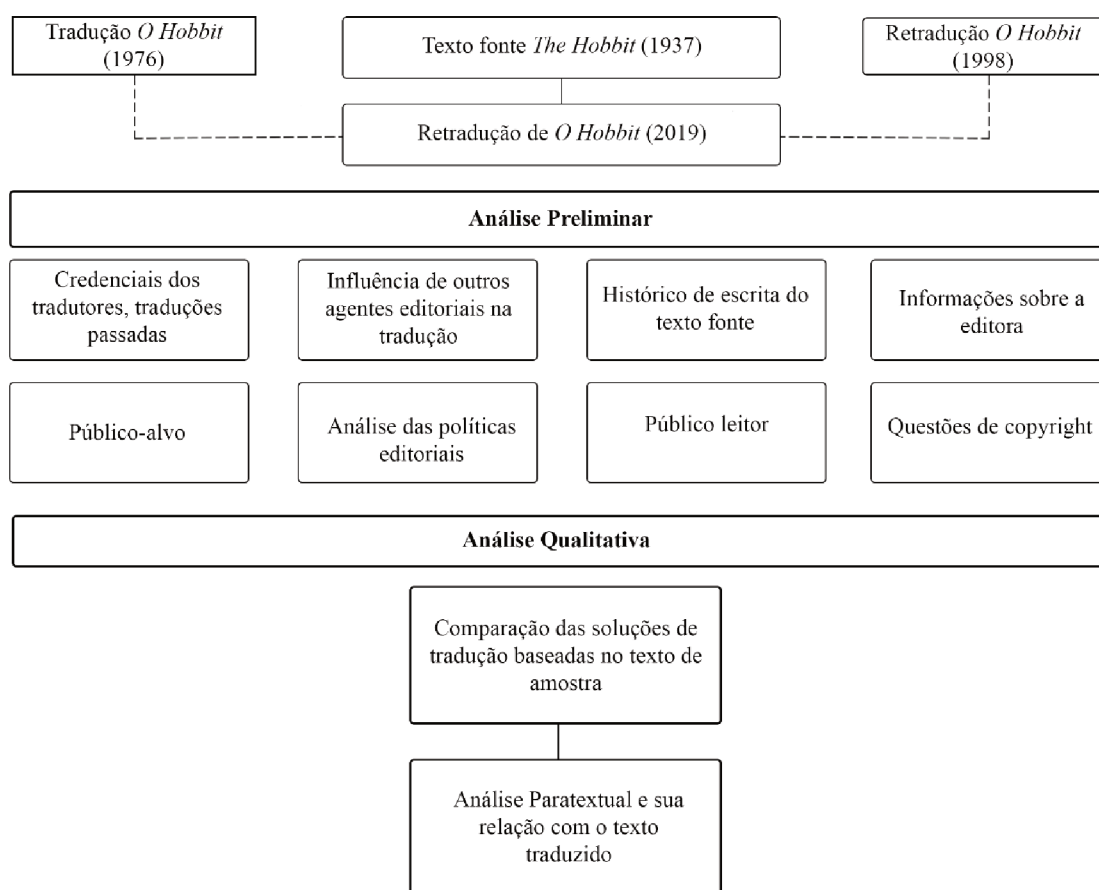 Tradução O Hobbit
(1976)
Texto fonte The Hobbit (1937)
Retradução O Hobbit
(1998)
Retradução de O Hobbit (2019)
Análise Preliminar
Credenciais dos
tradutores, traduções
passadas
Influência de outros
agentes editoriais na
tradução
Histórico de escrita do
texto fonte
Informações sobre a
editora
Público-alvo
Análise das políticas
editoriais
Público leitor
Questões de copyright
Análise Qualitativa
Comparação das soluções de
tradução baseadas no texto de
amostra
Análise Paratextual e sua
relação com o texto
traduzido